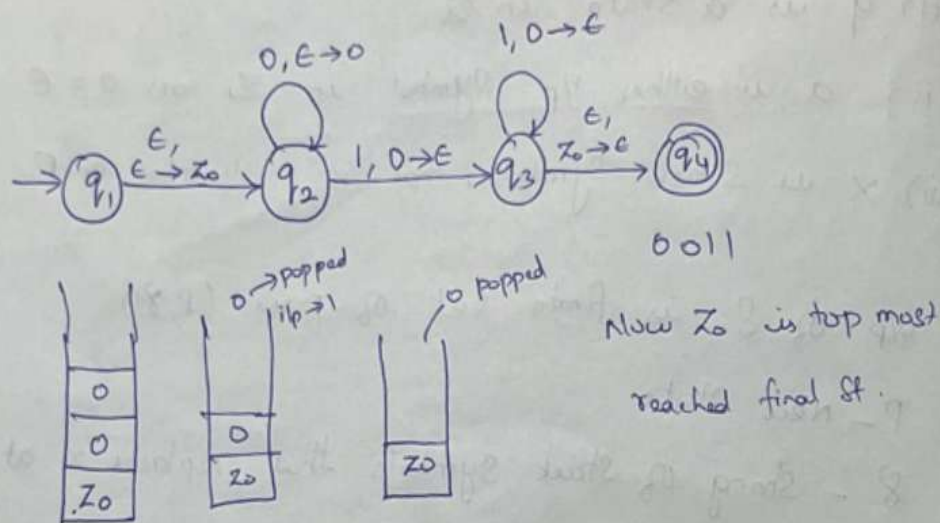 0, ε→0
1, 0→ε
ε,
ε→Z₀
1, 0→ε
ε,
Z₀→ε
q₁
q₂
q₃
q₄
0011
0→popped
i/p→1
0 popped
0
0
Z₀
0
Z₀
Z₀
Now Z₀ is top most
reached final St.